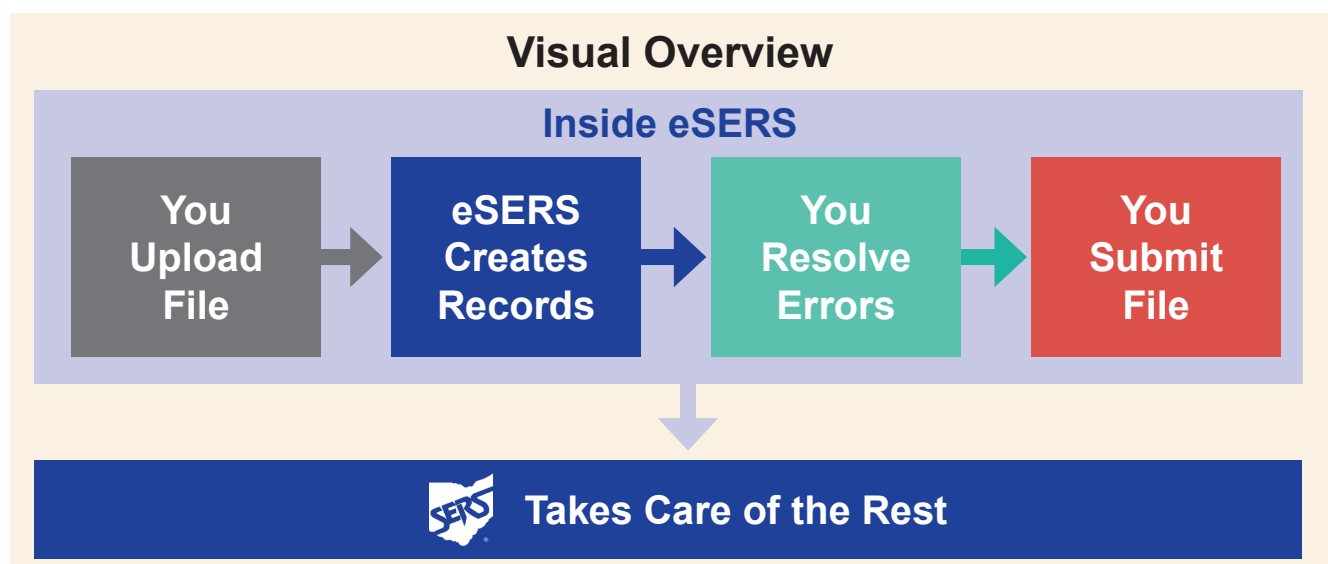 Visual Overview
Inside eSERS
You
Upload
File
eSERS
Creates
Records
You
Resolve
Errors
You
Submit
File
SERS Takes Care of the Rest